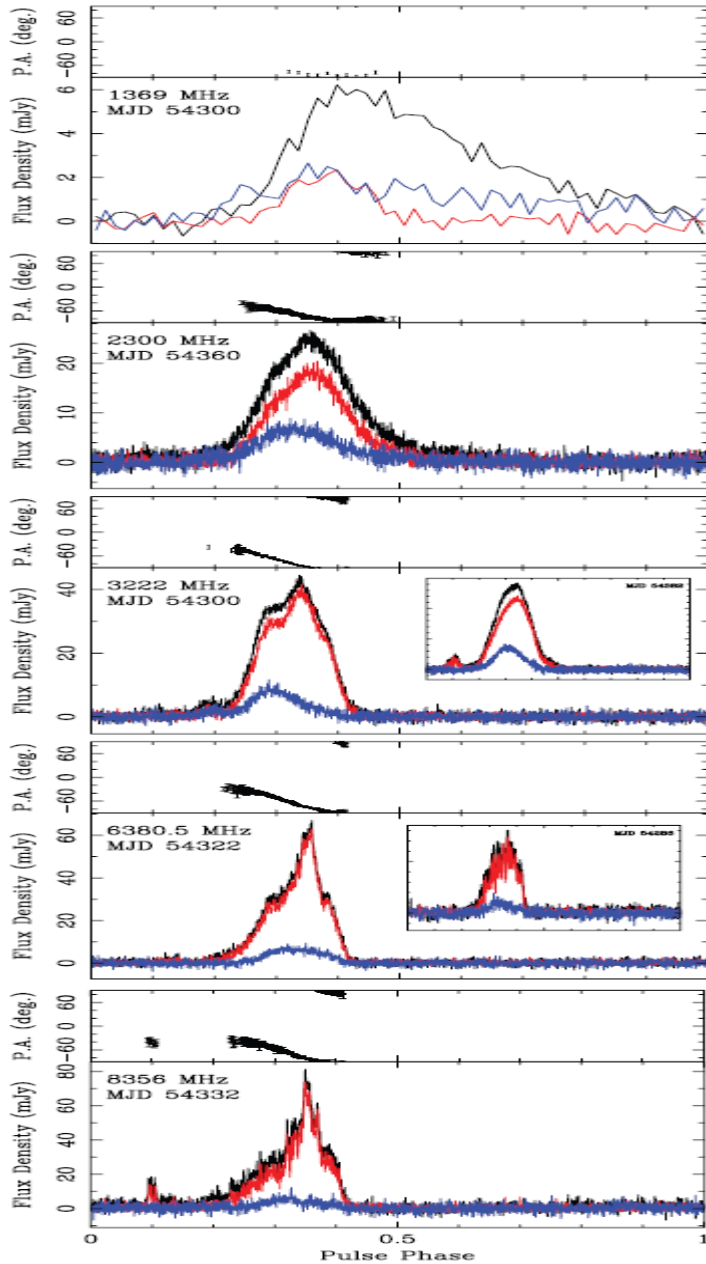 P.A. (deg.)
−60 0 60
Flux Density (mJy)
0 2 4 6
1369 MHz
MJD 54300
P.A. (deg.)
−60 0 60
Flux Density (mJy)
0 10 20
2300 MHz
MJD 54360
P.A. (deg.)
−60 0 60
Flux Density (mJy)
0 20 40
3222 MHz
MJD 54300
MJD
P.A. (deg.)
−60 0 60
Flux Density (mJy)
0 20 40 60
6380.5 MHz
MJD 54322
MJD
P.A. (deg.)
−60 0 60
Flux Density (mJy)
0 20 40 60 80
8356 MHz
MJD 54332
0 0.5 1
Pulse Phase